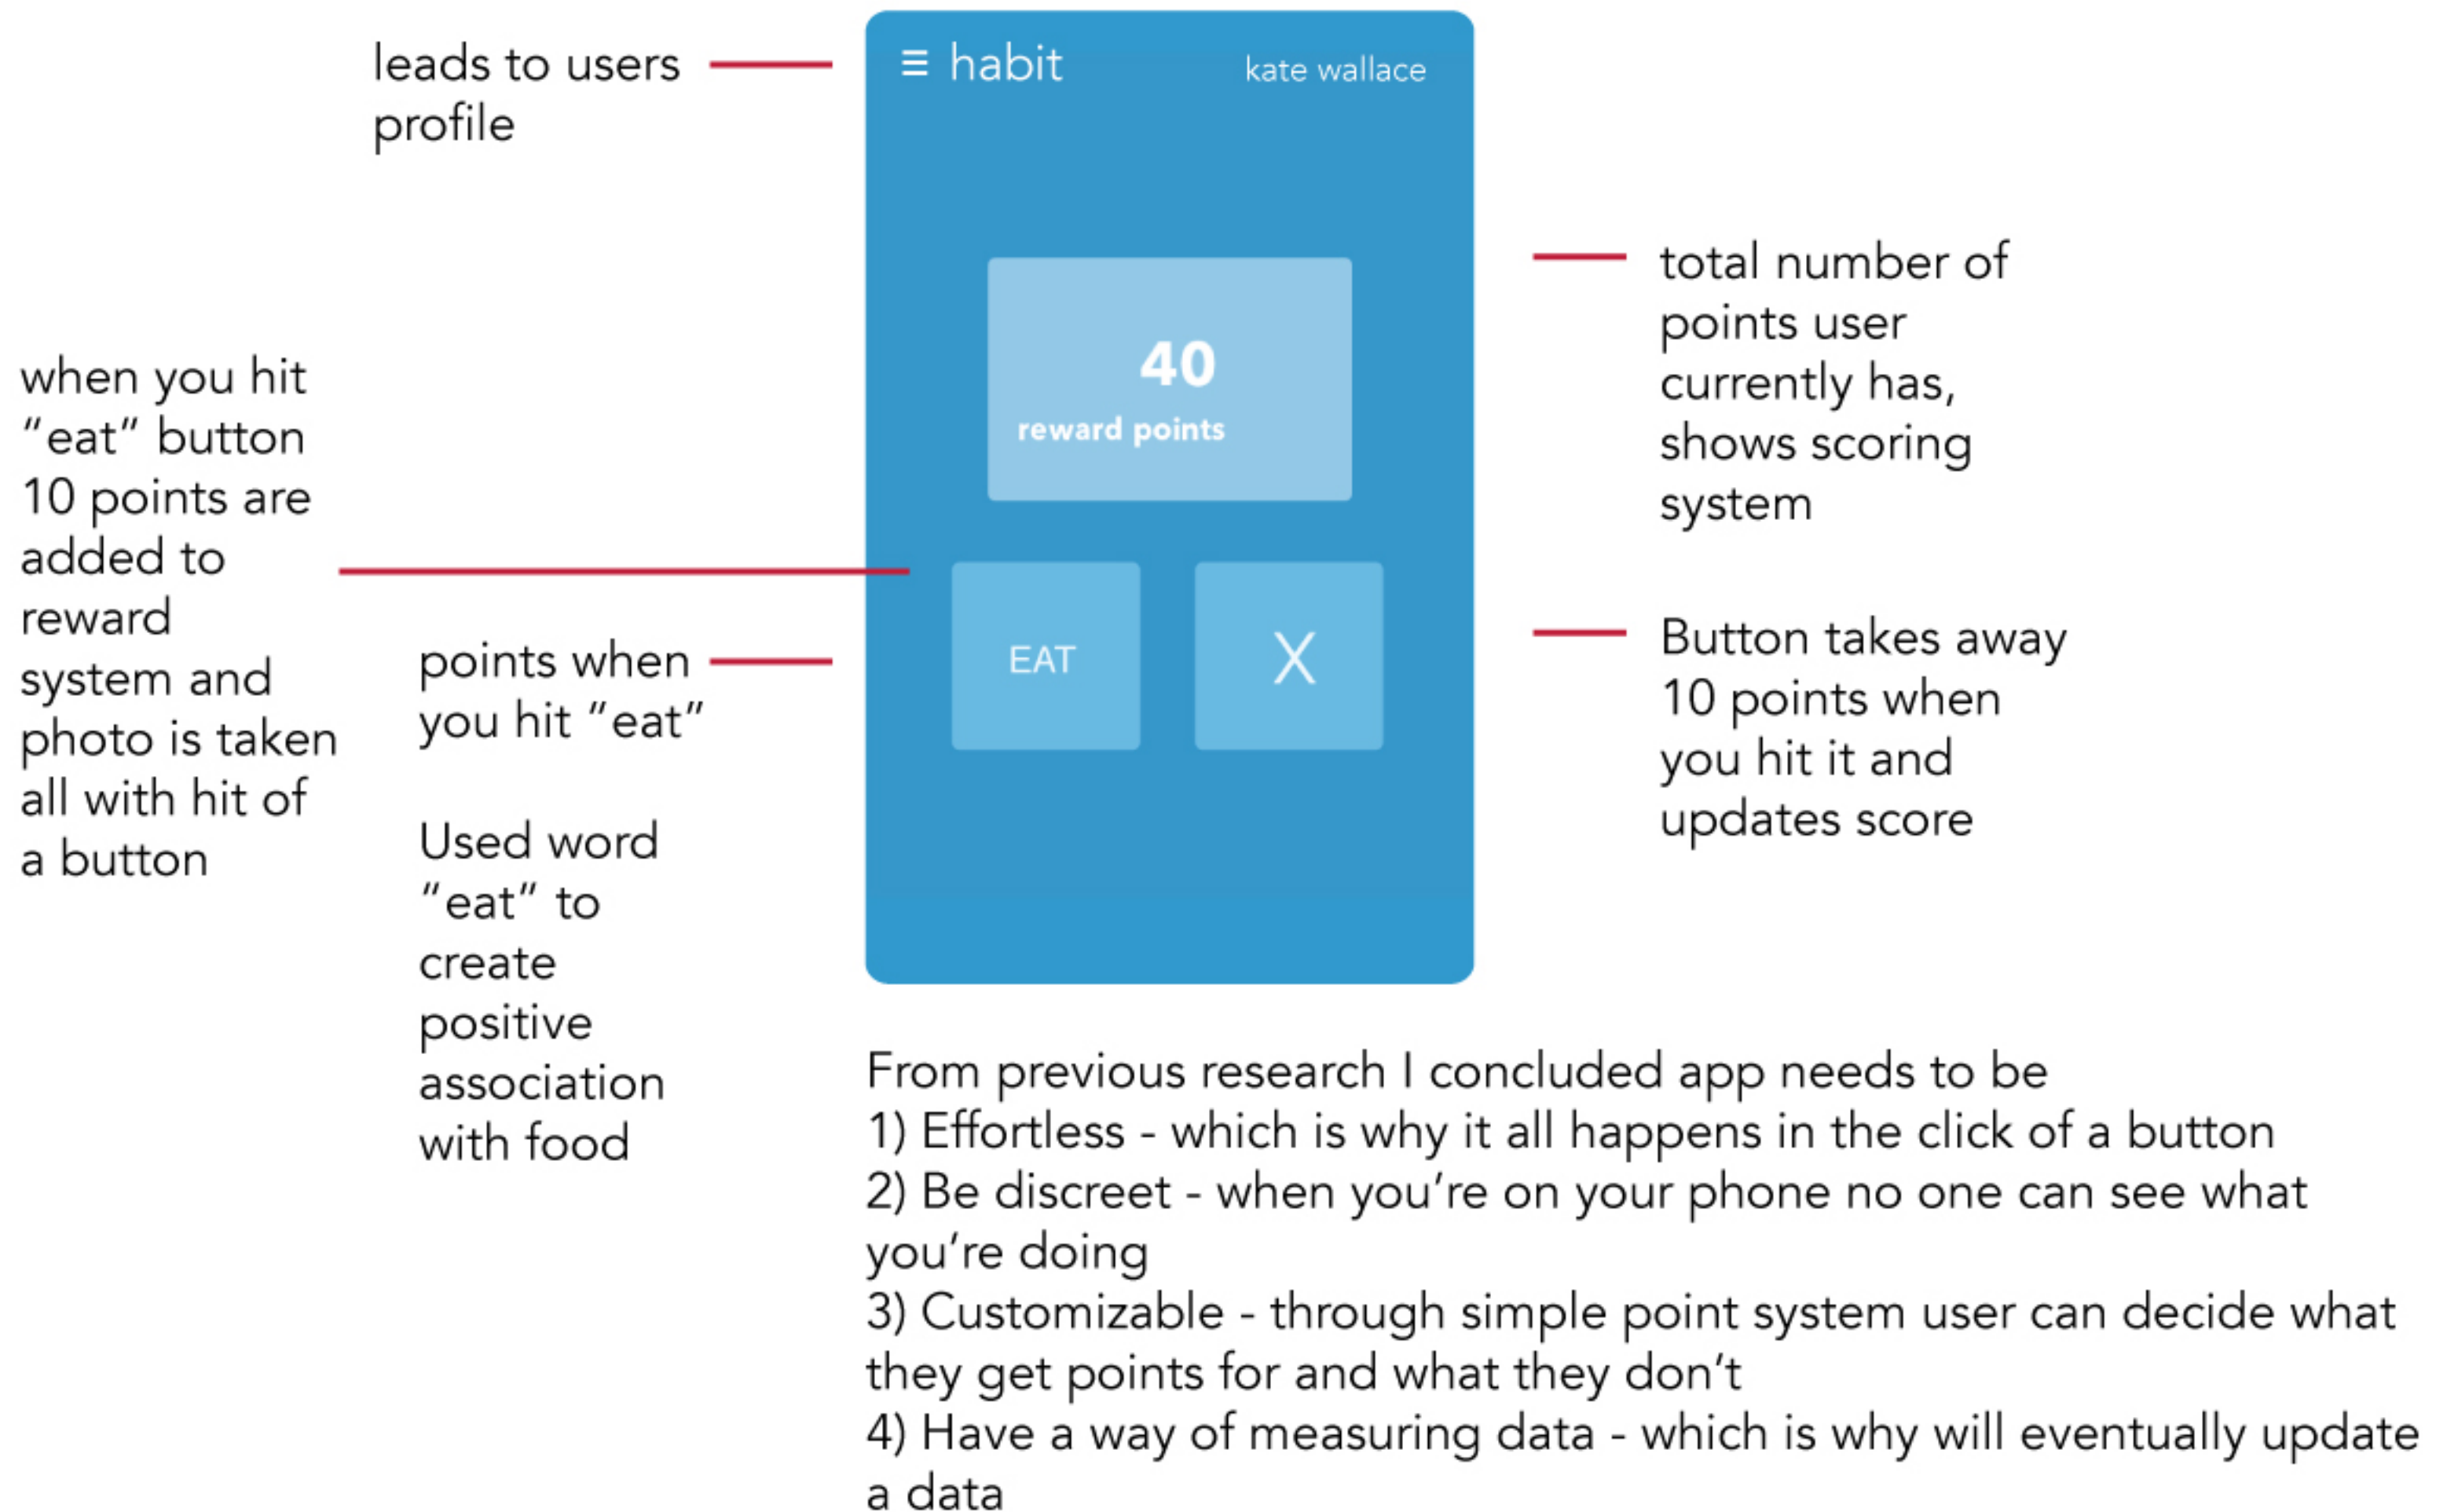 leads to users
profile
≡ habit
kate wallace
40
reward points
EAT
X
when you hit
“eat” button
10 points are
added to
reward
system and
photo is taken
all with hit of
a button
points when
you hit “eat”
Used word
“eat” to
create
positive
association
with food
total number of
points user
currently has,
shows scoring
system
Button takes away
10 points when
you hit it and
updates score
From previous research I concluded app needs to be
1) Effortless - which is why it all happens in the click of a button
2) Be discreet - when you’re on your phone no one can see what
you’re doing
3) Customizable - through simple point system user can decide what
they get points for and what they don’t
4) Have a way of measuring data - which is why will eventually update
a data